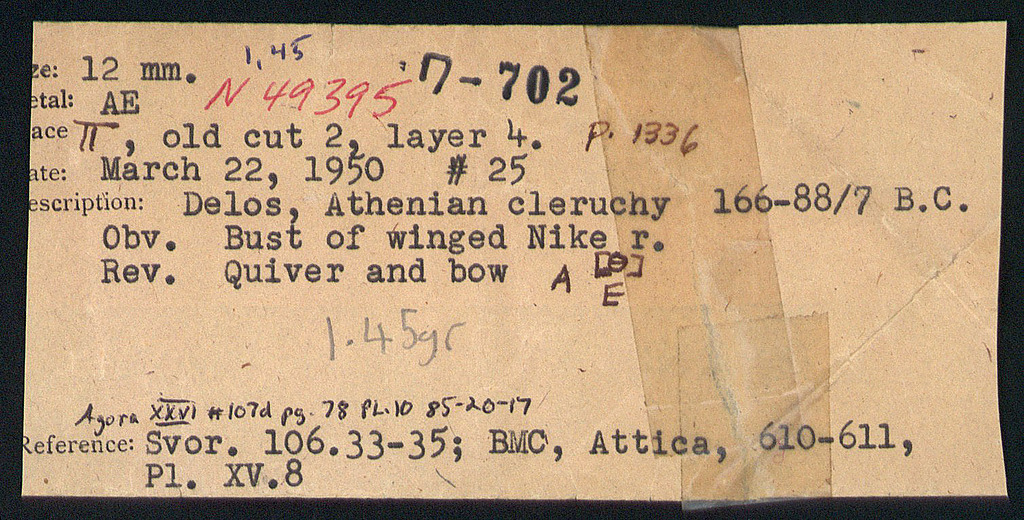 ze: 12 mm. 1,45 'Π-702
N 49395
etal: AE
ace Π, old cut 2, layer 4. P. 1336
ate: March 22, 1950 # 25
escription: Delos, Athenian cleruchy 166-88/7 B.C.
Obv. Bust of winged Nike r.
Rev. Quiver and bow A [Θ]
E
1.45gr
Agora XXVI #107d pg. 78 PL.10 85-20-17
Reference: Svor. 106.33-35; BMC, Attica, 610-611,
Pl. XV.8